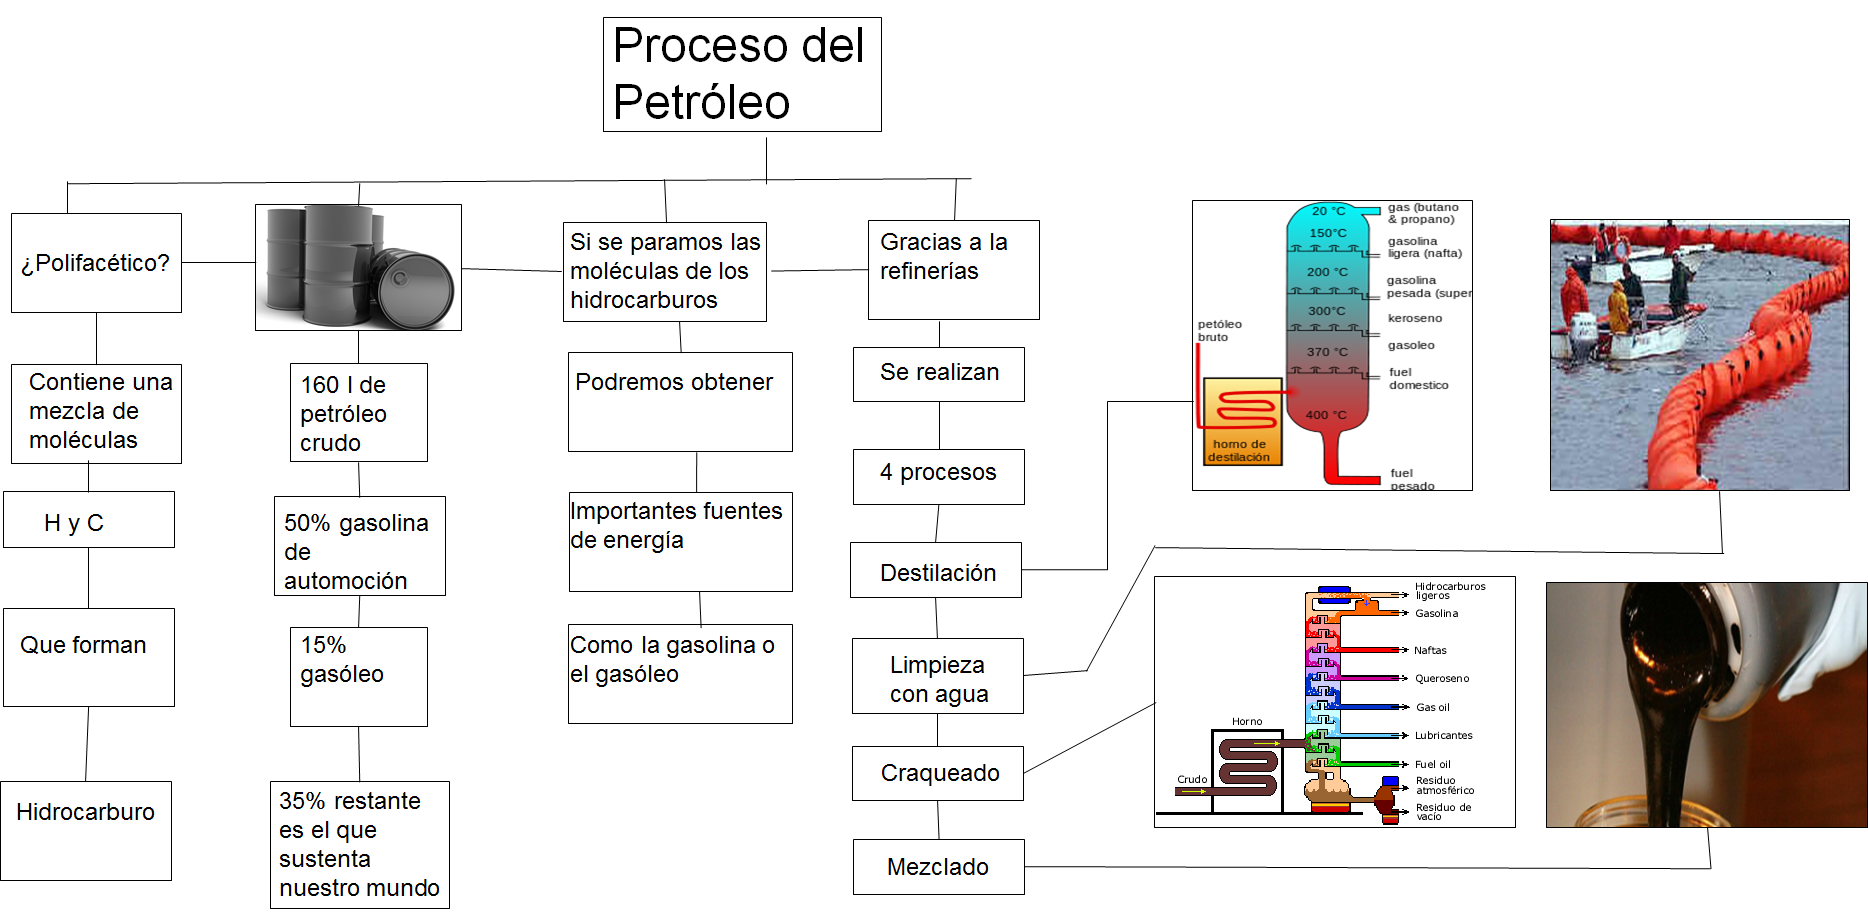 Proceso del
Petróleo
¿Polifacético?
Contiene una
mezcla de
moléculas
H y C
Que forman
Hidrocarburo
160 l de
petróleo
crudo
50% gasolina
de
automoción
15%
gasóleo
35% restante
es el que
sustenta
nuestro mundo
Si se paramos las
moléculas de los
hidrocarburos
Podremos obtener
Importantes fuentes
de energía
Como la gasolina o
el gasóleo
Gracias a la
refinerías
Se realizan
4 procesos
Destilación
Limpieza
con agua
Craqueado
Mezclado
20 °C
150°C
200 °C
300°C
370 °C
400 °C
gas (butano
& propano)
gasolina
ligera (nafta)
gasolina
pesada (super
keroseno
gasoleo
fuel
domestico
fuel
pesado
petóleo
bruto
horno de
destilación
Hidrocarburos
ligeros
Gasolina
Naftas
Queroseno
Gas oil
Lubricantes
Fuel oil
Residuo
atmosférico
Residuo de
vacío
Horno
Crudo